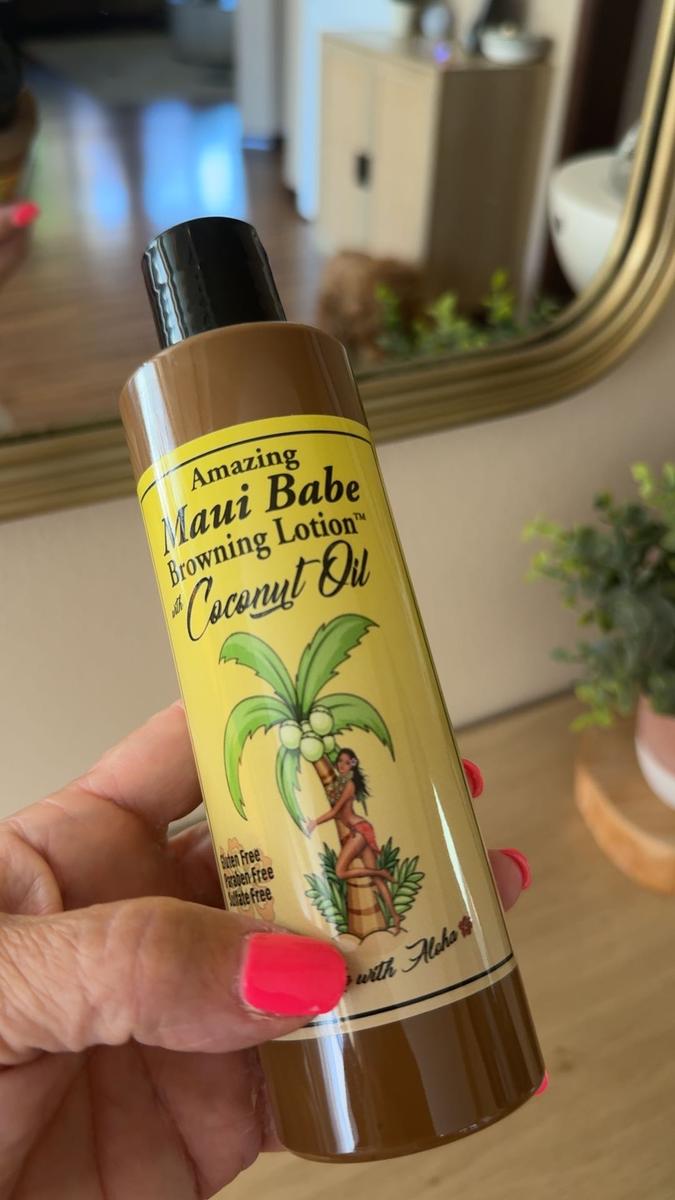 Amazing
Maui Babe
Browning Lotion™
with Coconut Oil
Gluten Free
Paraben Free
Sulfate Free
with Aloha